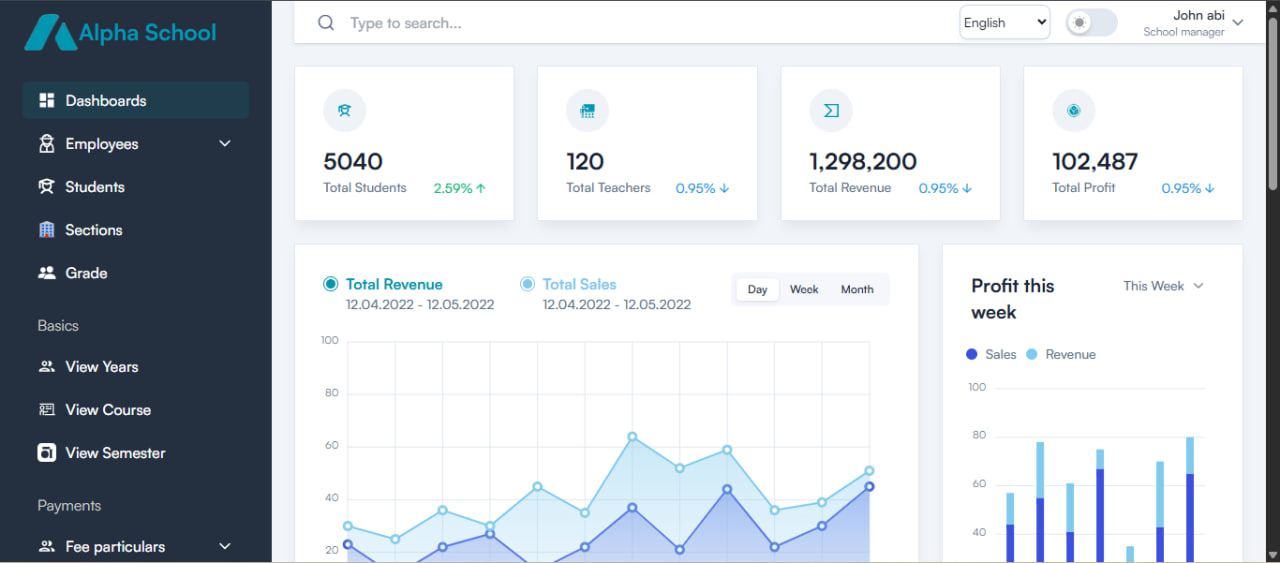 Alpha School
Dashboards
Employees
Students
Sections
Grade
Basics
View Years
View Course
View Semester
Payments
Fee particulars
Type to search...
English
John abi
School manager
5040
Total Students 2.59%
120
Total Teachers 0.95%
1,298,200
Total Revenue 0.95%
102,487
Total Profit 0.95%
Total Revenue
12.04.2022 - 12.05.2022
Total Sales
12.04.2022 - 12.05.2022
Day Week Month
100
80
60
40
20
Profit this
week
This Week
Sales Revenue
100
80
60
40